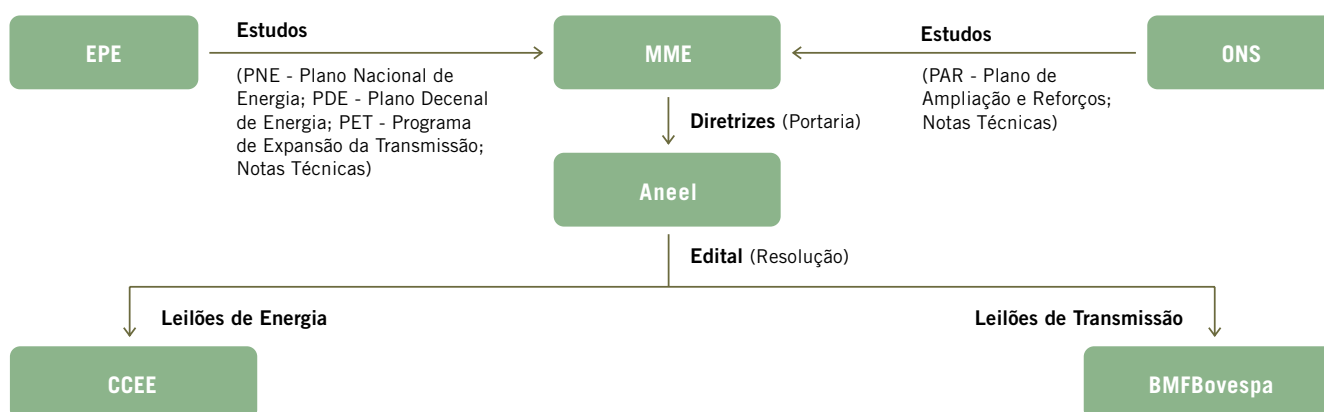 EPE
Estudos
(PNE - Plano Nacional de
Energia; PDE - Plano Decenal
de Energia; PET - Programa
de Expansão da Transmissão;
Notas Técnicas)
MME
Estudos
(PAR - Plano de
Ampliação e Reforços;
Notas Técnicas)
ONS
Diretrizes (Portaria)
Aneel
Edital (Resolução)
Leilões de Energia
Leilões de Transmissão
CCEE
BMFBovespa